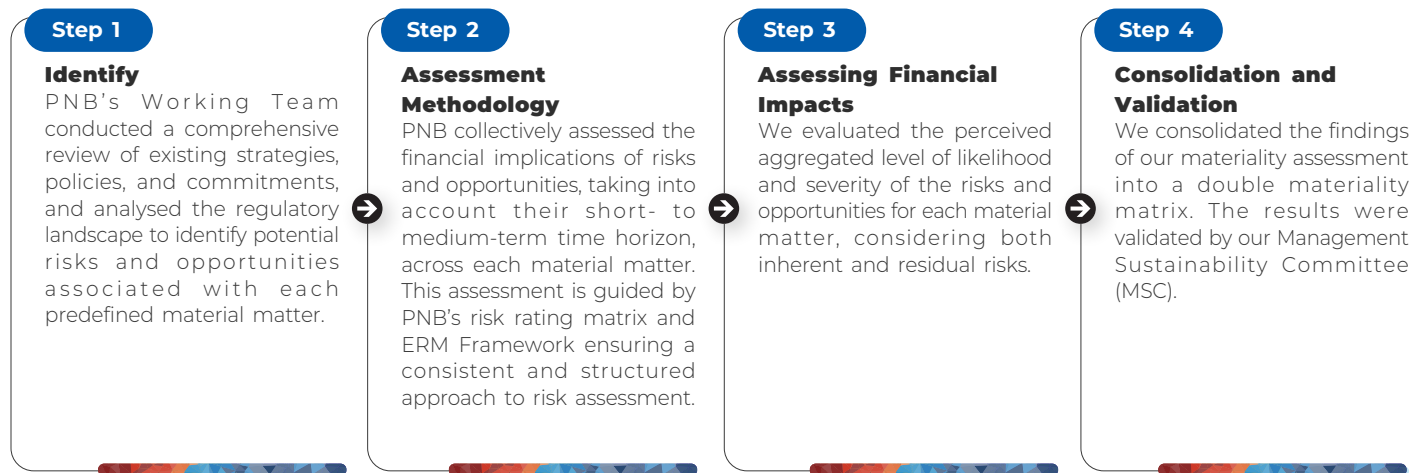 Step 1
Identify
PNB's Working Team
conducted a comprehensive
review of existing strategies,
policies, and commitments,
and analysed the regulatory
landscape to identify potential
risks and opportunities
associated with each
predefined material matter.
Step 2
Assessment
Methodology
PNB collectively assessed the
financial implications of risks
and opportunities, taking into
account their short- to
medium-term time horizon,
across each material matter.
This assessment is guided by
PNB's risk rating matrix and
ERM Framework ensuring a
consistent and structured
approach to risk assessment.
Step 3
Assessing Financial
Impacts
We evaluated the perceived
aggregated level of likelihood
and severity of the risks and
opportunities for each material
matter, considering both
inherent and residual risks.
Step 4
Consolidation and
Validation
We consolidated the findings
of our materiality assessment
into a double materiality
matrix. The results were
validated by our Management
Sustainability Committee
(MSC).